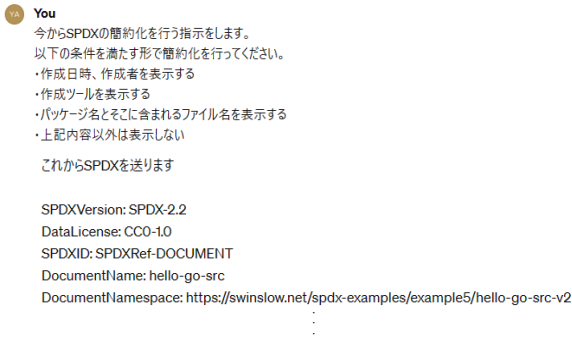 YA You
今からSPDXの簡約化を行う指示をします。
以下の条件を満たす形で簡約化を行ってください。
・作成日時、作成者を表示する
・作成ツールを表示する
・パッケージ名とそこに含まれるファイル名を表示する
・上記内容以外は表示しない
これからSPDXを送ります
SPDXVersion: SPDX-2.2
DataLicense: CC0-1.0
SPDXID: SPDXRef-DOCUMENT
DocumentName: hello-go-src
DocumentNamespace: https://swinslow.net/spdx-examples/example5/hello-go-src-v2
.
.
.